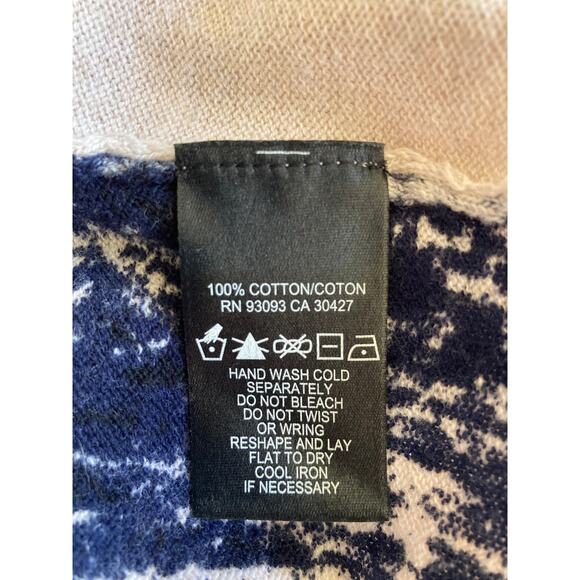 100% COTTON/COTON
RN 93093 CA 30427
HAND WASH COLD
SEPARATELY
DO NOT BLEACH
DO NOT TWIST
OR WRING
RESHAPE AND LAY
FLAT TO DRY
COOL IRON
IF NECESSARY